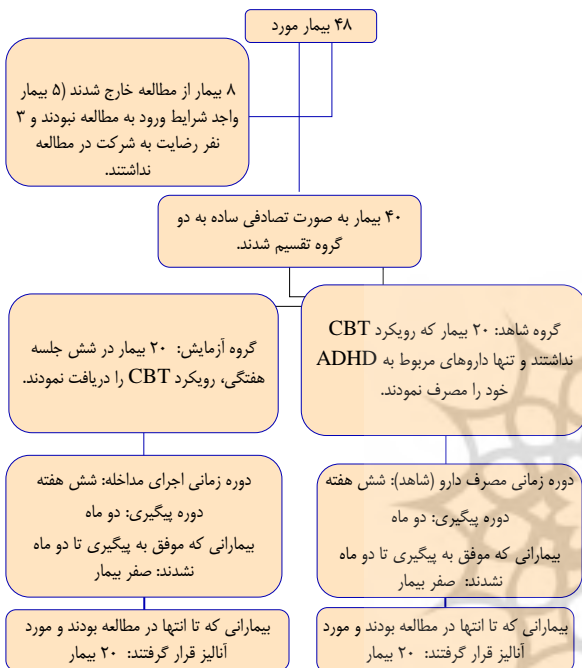 ۴۸ بیمار مورد
۸ بیمار از مطالعه خارج شدند (۵ بیمار
واجد شرایط ورود به مطالعه نبودند و ۳
نفر رضایت به شرکت در مطالعه
نداشتند.
۴۰ بیمار به صورت تصادفی ساده به دو
گروه تقسیم شدند.
گروه شاهد: ۲۰ بیمار که رویکرد CBT
نداشتند و تنها داروهای مربوط به ADHD
خود را مصرف نمودند.
گروه آزمایش: ۲۰ بیمار در شش جلسه
هفتگی، رویکرد CBT را دریافت نمودند.
دوره زمانی مصرف دارو (شاهد): شش هفته
دوره پیگیری: دو ماه
بیمارانی که موفق به پیگیری تا دو ماه
نشدند: صفر بیمار
دوره زمانی اجرای مداخله: شش هفته
دوره پیگیری: دو ماه
بیمارانی که موفق به پیگیری تا دو ماه
نشدند: صفر بیمار
بیمارانی که تا انتها در مطالعه بودند و مورد
آنالیز قرار گرفتند: ۲۰ بیمار
بیمارانی که تا انتها در مطالعه بودند و مورد
آنالیز قرار گرفتند: ۲۰ بیمار